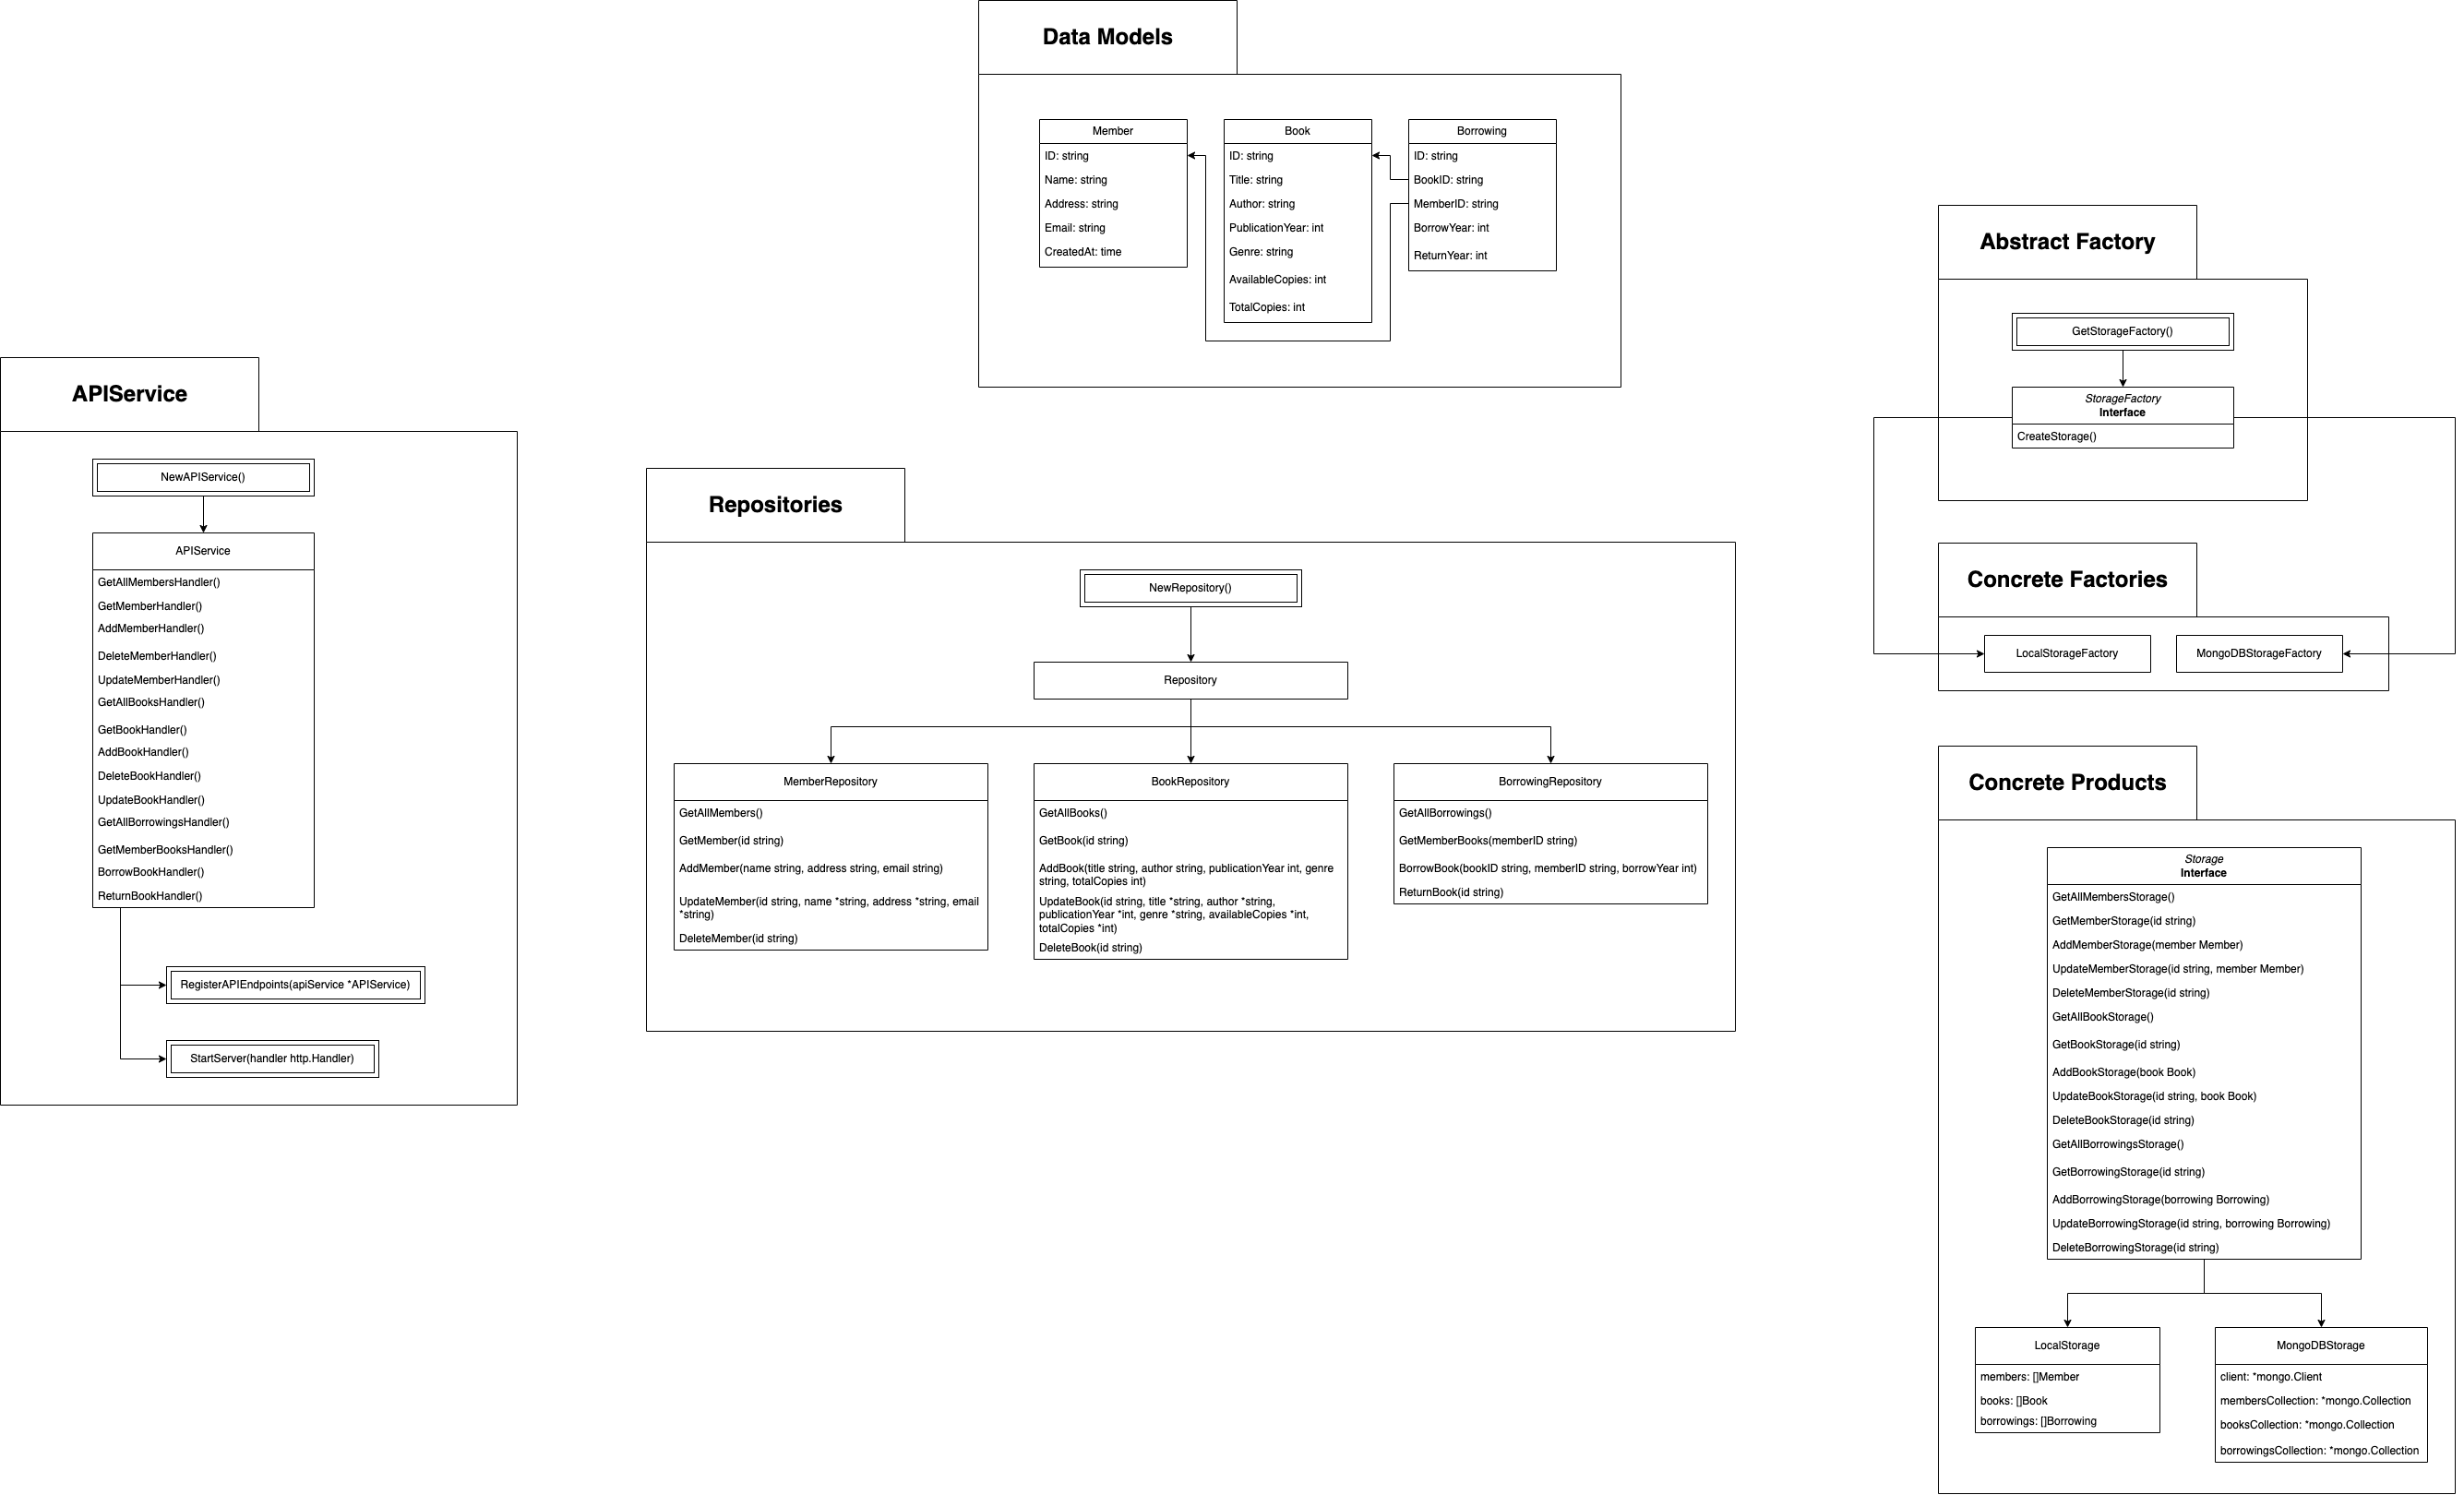 Data Models
Member
ID: string
Name: string
Address: string
Email: string
CreatedAt: time
Book
ID: string
Title: string
Author: string
PublicationYear: int
Genre: string
AvailableCopies: int
TotalCopies: int
Borrowing
ID: string
BookID: string
MemberID: string
BorrowYear: int
ReturnYear: int
APIService
NewAPIService()
APIService
GetAllMembersHandler()
GetMemberHandler()
AddMemberHandler()
DeleteMemberHandler()
UpdateMemberHandler()
GetAllBooksHandler()
GetBookHandler()
AddBookHandler()
DeleteBookHandler()
UpdateBookHandler()
GetAllBorrowingsHandler()
GetMemberBooksHandler()
BorrowBookHandler()
ReturnBookHandler()
RegisterAPIEndpoints(apiService *APIService)
StartServer(handler http.Handler)
Repositories
NewRepository()
Repository
MemberRepository
GetAllMembers()
GetMember(id string)
AddMember(name string, address string, email string)
UpdateMember(id string, name *string, address *string, email
*string)
DeleteMember(id string)
BookRepository
GetAllBooks()
GetBook(id string)
AddBook(title string, author string, publicationYear int, genre
string, totalCopies int)
UpdateBook(id string, title *string, author *string,
publicationYear *int, genre *string, availableCopies *int,
totalCopies *int)
DeleteBook(id string)
BorrowingRepository
GetAllBorrowings()
GetMemberBooks(memberID string)
BorrowBook(bookID string, memberID string, borrowYear int)
ReturnBook(id string)
Abstract Factory
GetStorageFactory()
StorageFactory
Interface
CreateStorage()
Concrete Factories
LocalStorageFactory
MongoDBStorageFactory
Concrete Products
Storage
Interface
GetAllMembersStorage()
GetMemberStorage(id string)
AddMemberStorage(member Member)
UpdateMemberStorage(id string, member Member)
DeleteMemberStorage(id string)
GetAllBookStorage()
GetBookStorage(id string)
AddBookStorage(book Book)
UpdateBookStorage(id string, book Book)
DeleteBookStorage(id string)
GetAllBorrowingsStorage()
GetBorrowingStorage(id string)
AddBorrowingStorage(borrowing Borrowing)
UpdateBorrowingStorage(id string, borrowing Borrowing)
DeleteBorrowingStorage(id string)
LocalStorage
members: []Member
books: []Book
borrowings: []Borrowing
MongoDBStorage
client: *mongo.Client
membersCollection: *mongo.Collection
booksCollection: *mongo.Collection
borrowingsCollection: *mongo.Collection